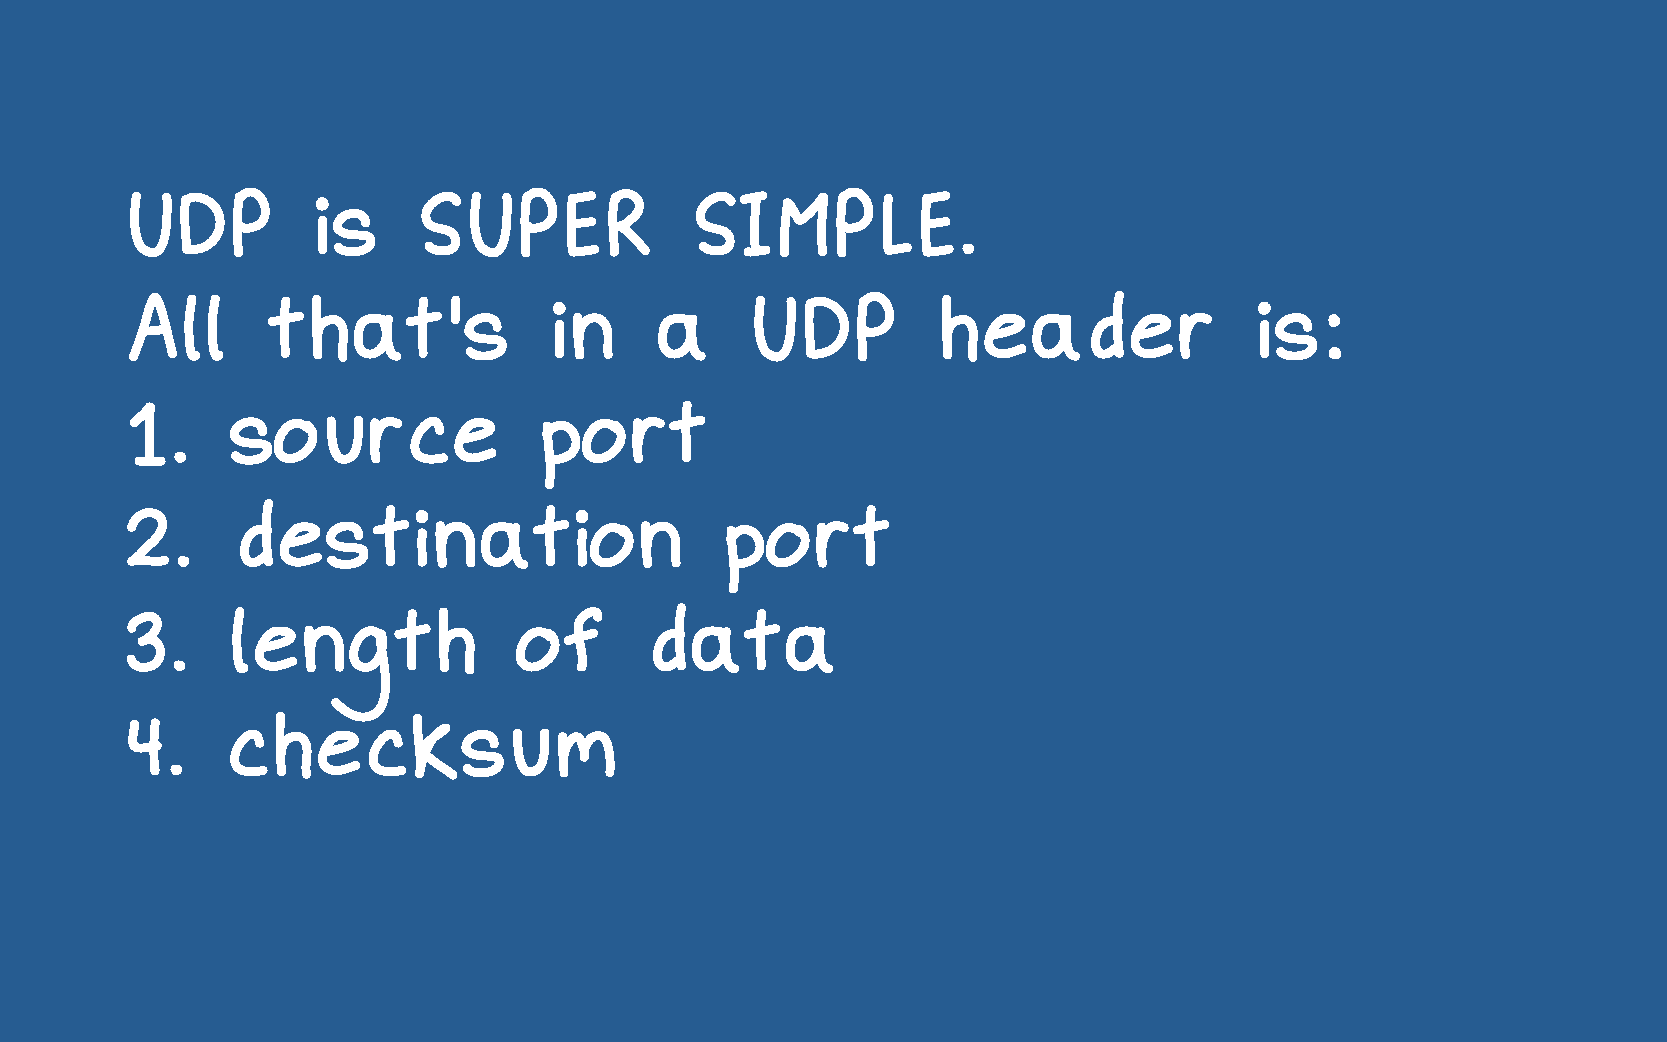 UDP is SUPER SIMPLE.
All that's in a UDP header is:
1. source port
2. destination port
3. length of data
4. checksum